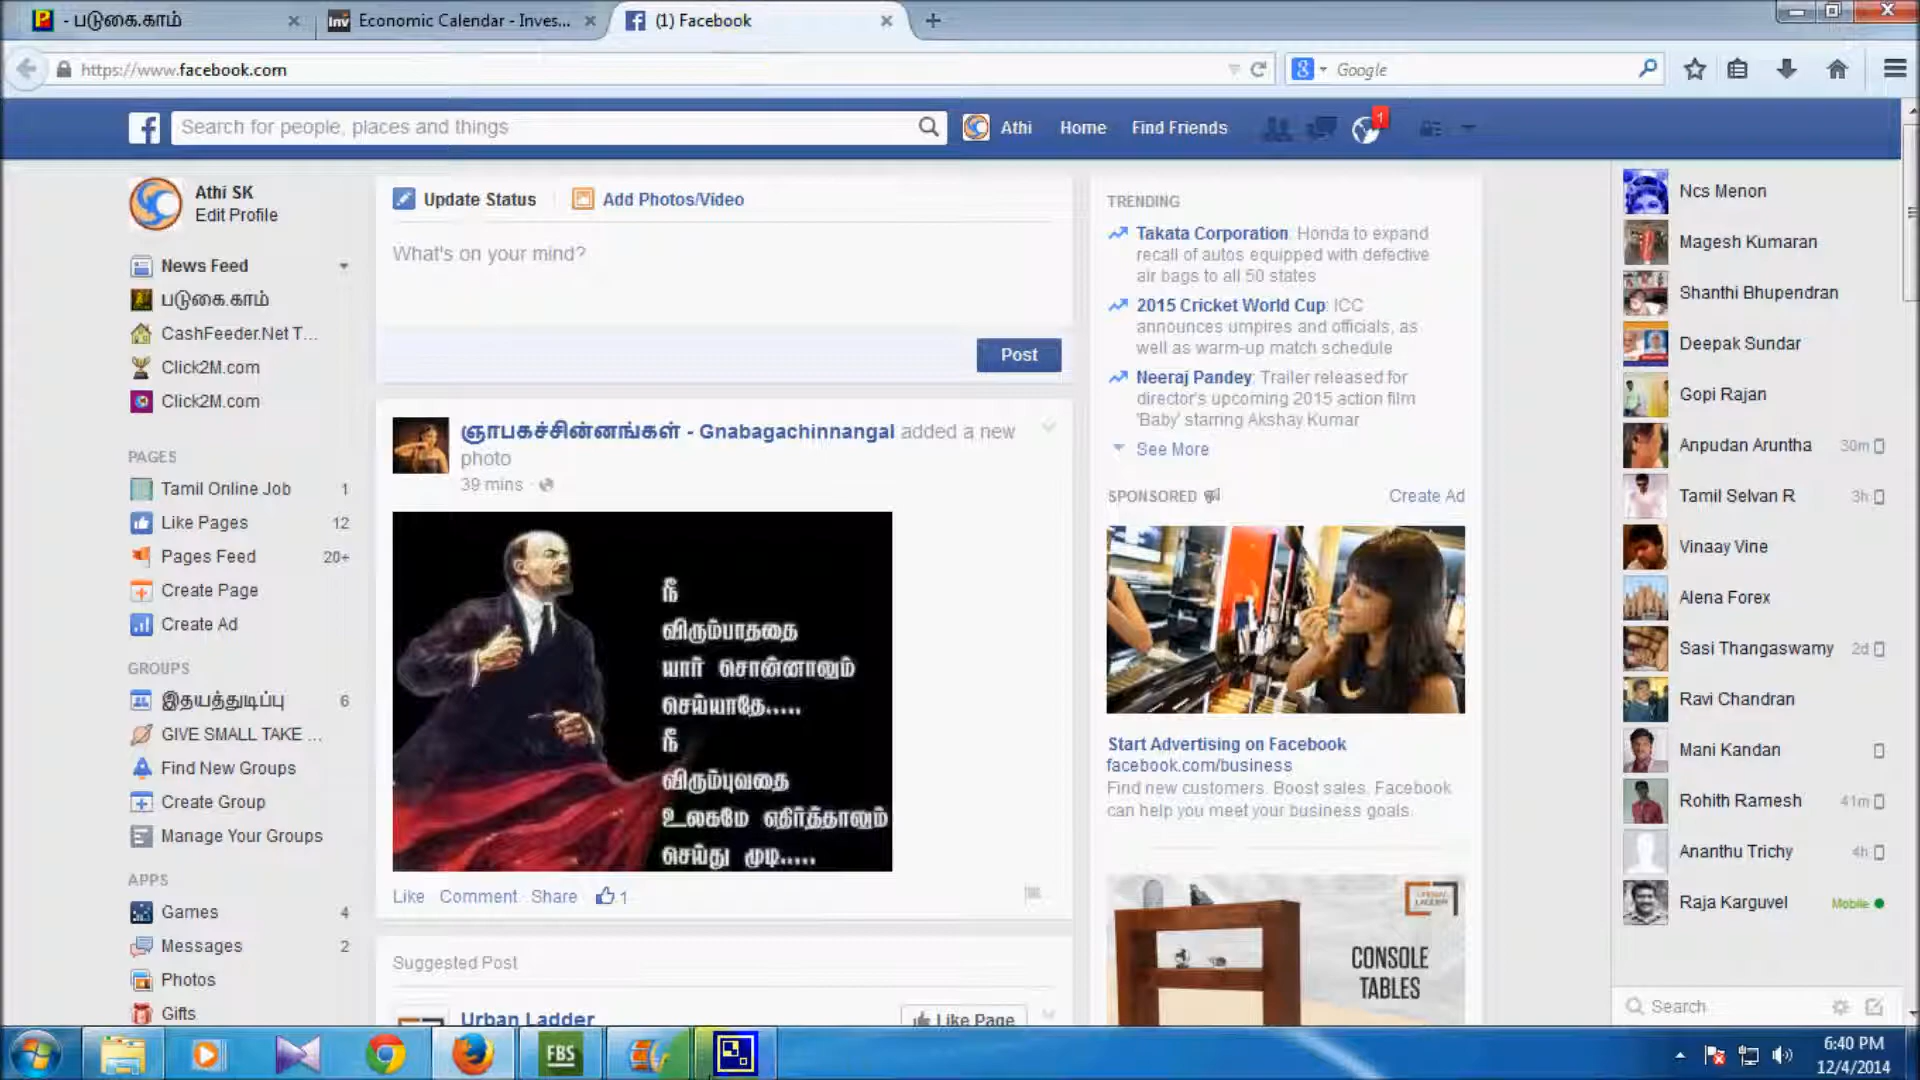 - படுகை.காம்
Economic Calendar - Inves...
(1) Facebook
https://www.facebook.com
Google
Search for people, places and things
Athi
Home
Find Friends
1
Athi SK
Edit Profile
News Feed
படுகை.காம்
CashFeeder.Net T...
Click2M.com
Click2M.com
PAGES
Tamil Online Job 1
Like Pages 12
Pages Feed 20+
Create Page
Create Ad
GROUPS
இதயத்துடிப்பு 6
GIVE SMALL TAKE ...
Find New Groups
Create Group
Manage Your Groups
APPS
Games 4
Messages 2
Photos
Gifts
Update Status
Add Photos/Video
What's on your mind?
Post
ஞாபகச்சின்னங்கள் - Gnabagachinnangal added a new
photo
39 mins ·
நீ
விரும்பாததை
யார் சொன்னாலும்
செய்யாதே.....
நீ
விரும்புவதை
உலகமே எதிர்த்தாலும்
செய்து முடி.....
Like · Comment · Share · 1
Suggested Post
Urban Ladder
Like Page
TRENDING
Takata Corporation: Honda to expand
recall of autos equipped with defective
air bags to all 50 states
2015 Cricket World Cup: ICC
announces umpires and officials, as
well as warm-up match schedule
Neeraj Pandey: Trailer released for
director's upcoming 2015 action film
'Baby' starring Akshay Kumar
See More
SPONSORED
Create Ad
Start Advertising on Facebook
facebook.com/business
Find new customers. Boost sales. Facebook
can help you meet your business goals.
CONSOLE
TABLES
Ncs Menon
Magesh Kumaran
Shanthi Bhupendran
Deepak Sundar
Gopi Rajan
Anpudan Aruntha 30m
Tamil Selvan R 3h
Vinaay Vine
Alena Forex
Sasi Thangaswamy 2d
Ravi Chandran
Mani Kandan
Rohith Ramesh 41m
Ananthu Trichy 4h
Raja Karguvel Mobile
Search
FBS
6:40 PM
12/4/2014